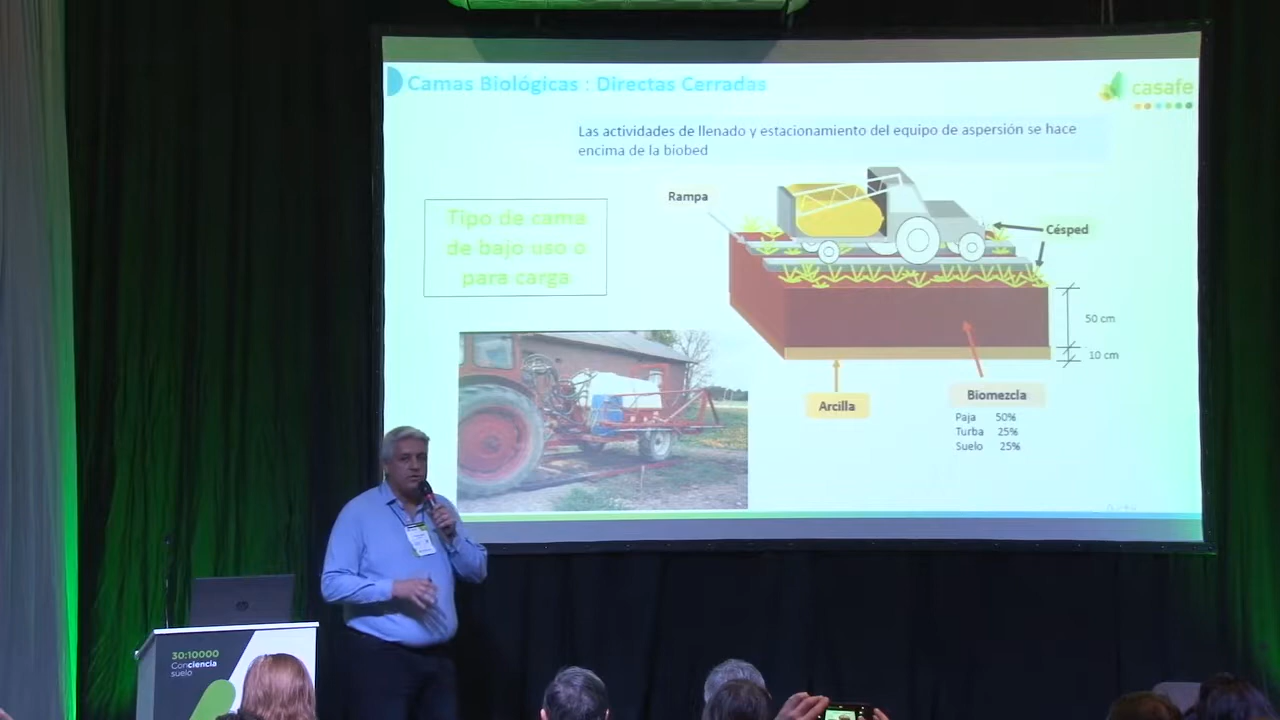 Camas Biológicas : Directas Cerradas
casafe
Las actividades de llenado y estacionamiento del equipo de aspersión se hace
encima de la biobed
Rampa
Tipo de cama
de bajo uso o
para carga
Césped
50 cm
10 cm
Arcilla
Biomezcla
Paja 50%
Turba 25%
Suelo 25%
30:10000
Conciencia
suelo